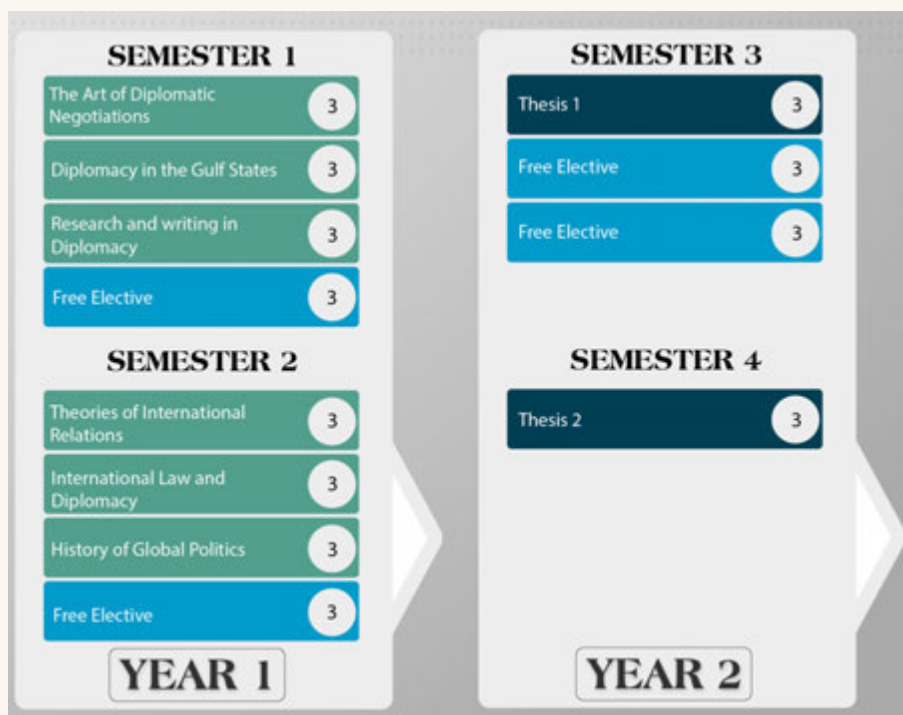 SEMESTER 1
The Art of Diplomatic
Negotiations
3
Diplomacy in the Gulf States
3
Research and writing in
Diplomacy
3
Free Elective
3
SEMESTER 2
Theories of International
Relations
3
International Law and
Diplomacy
3
History of Global Politics
3
Free Elective
3
YEAR 1
SEMESTER 3
Thesis 1
3
Free Elective
3
Free Elective
3
SEMESTER 4
Thesis 2
3
YEAR 2